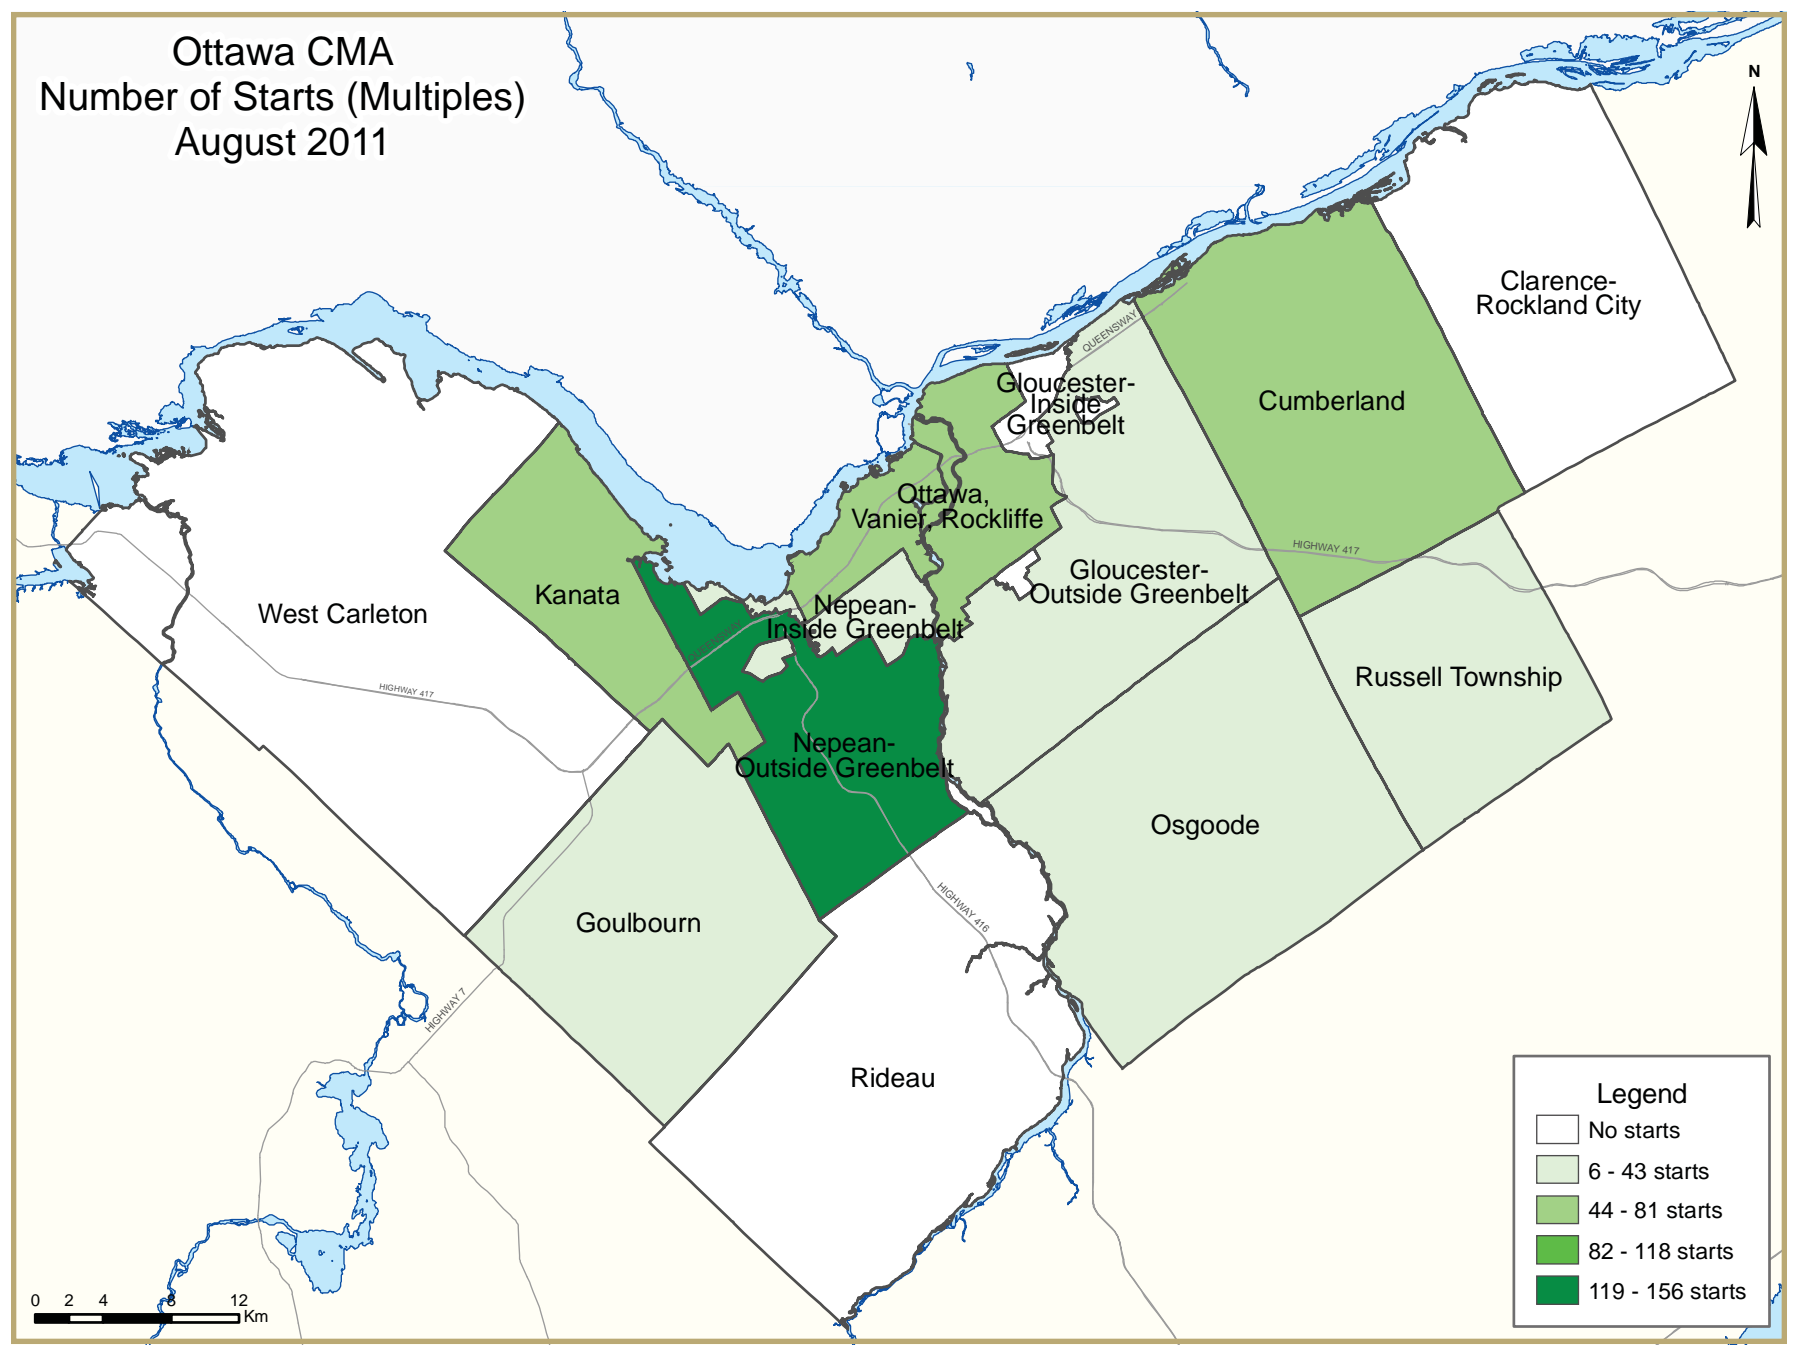 Ottawa CMA
Number of Starts (Multiples)
August 2011
N
Clarence-
Rockland City
QUEENSWAY
Gloucester-
Inside
Greenbelt
Cumberland
Ottawa,
Vanier, Rockliffe
HIGHWAY 417
Gloucester-
Outside Greenbelt
Kanata
West Carleton
Nepean-
Inside Greenbelt
QUEENSWAY
Russell Township
HIGHWAY 417
Nepean-
Outside Greenbelt
Osgoode
Goulbourn
HIGHWAY 416
HIGHWAY 7
Rideau
Legend
No starts
6 - 43 starts
44 - 81 starts
82 - 118 starts
119 - 156 starts
0 2 4 8 12
Km